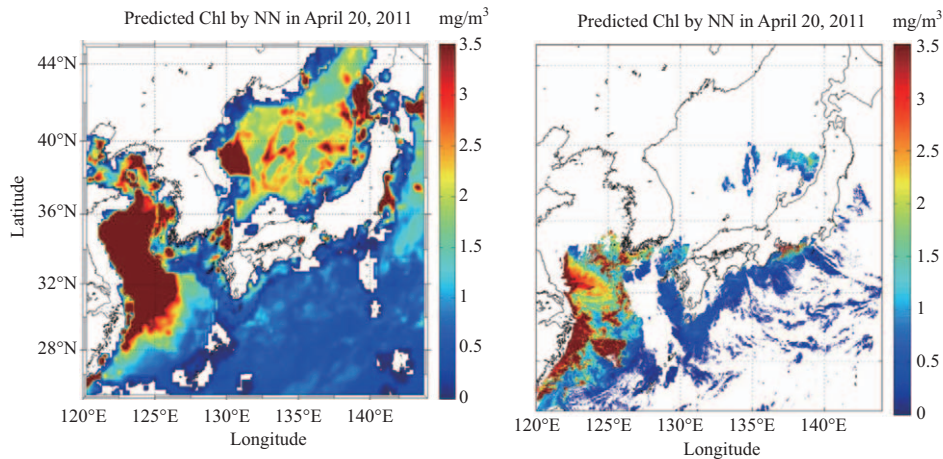 Predicted Chl by NN in April 20, 2011
mg/m³
3.5
3
2.5
2
1.5
1
0.5
0
44°N
40°N
36°N
32°N
28°N
Latitude
120°E
125°E
130°E
135°E
140°E
Longitude
Predicted Chl by NN in April 20, 2011
mg/m³
3.5
3
2.5
2
1.5
1
0.5
0
120°E
125°E
130°E
135°E
140°E
Longitude